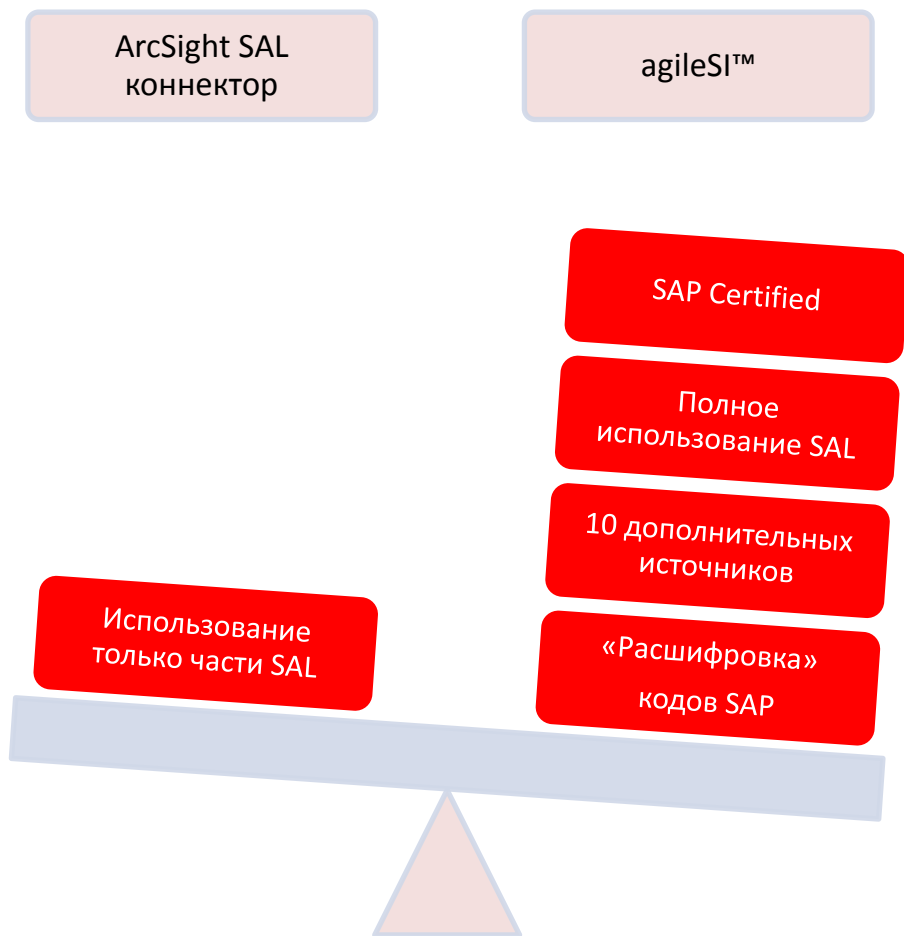 ArcSight SAL
коннектор
agileSI™
SAP Certified
Полное
использование SAL
10 дополнительных
источников
Использование
только части SAL
«Расшифровка»
кодов SAP